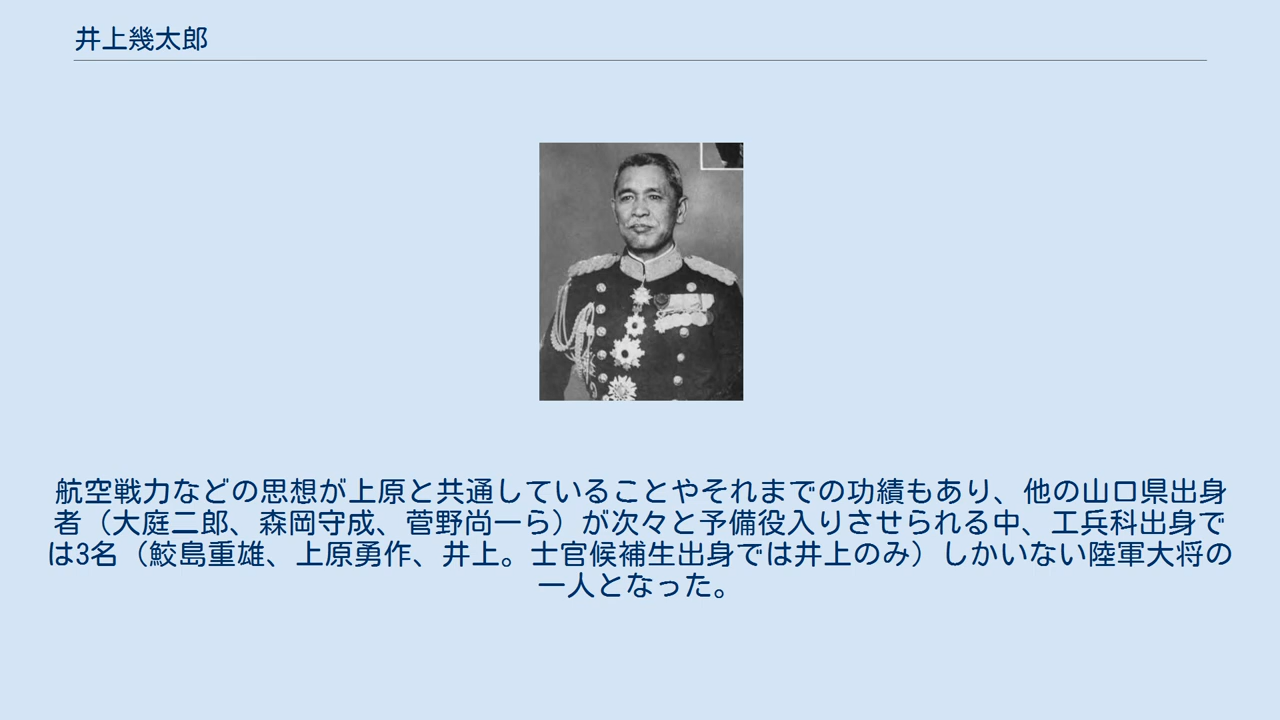 井上幾太郎
航空戦力などの思想が上原と共通していることやそれまでの功績もあり、他の山口県出身
者（大庭二郎、森岡守成、菅野尚一ら）が次々と予備役入りさせられる中、工兵科出身で
は3名（鮫島重雄、上原勇作、井上。士官候補生出身では井上のみ）しかいない陸軍大将の
一人となった。